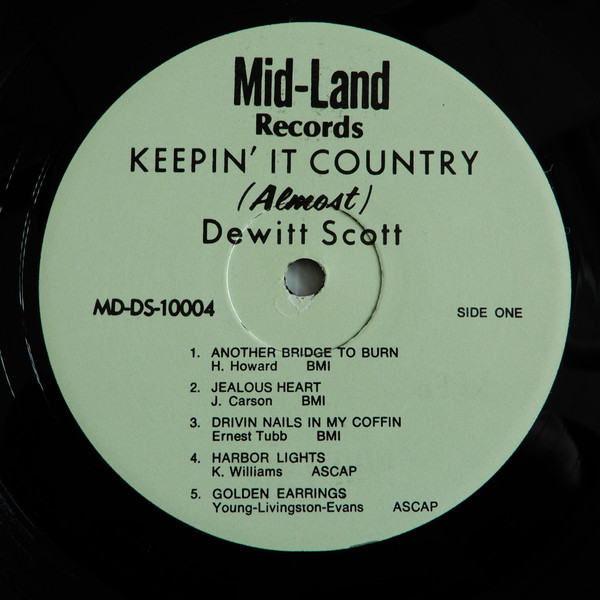 Mid-Land
Records
KEEPIN' IT COUNTRY
(Almost)
Dewitt Scott
MD-DS-10004
SIDE ONE
1. ANOTHER BRIDGE TO BURN
H. Howard BMI
2. JEALOUS HEART
J. Carson BMI
3. DRIVIN NAILS IN MY COFFIN
Ernest Tubb BMI
4. HARBOR LIGHTS
K. Williams ASCAP
5. GOLDEN EARRINGS
Young-Livingston-Evans ASCAP